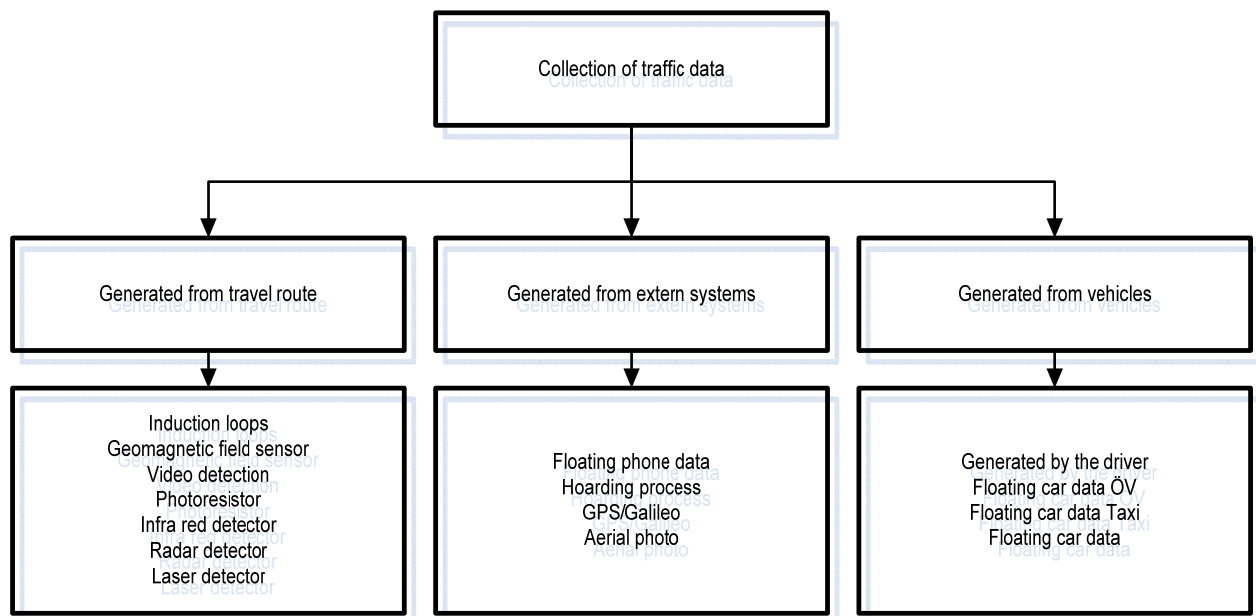 Collection of traffic data
Generated from travel route
Generated from extern systems
Generated from vehicles
Induction loops
Geomagnetic field sensor
Video detection
Photoresistor
Infra red detector
Radar detector
Laser detector
Floating phone data
Hoarding process
GPS/Galileo
Aerial photo
Generated by the driver
Floating car data ÖV
Floating car data Taxi
Floating car data